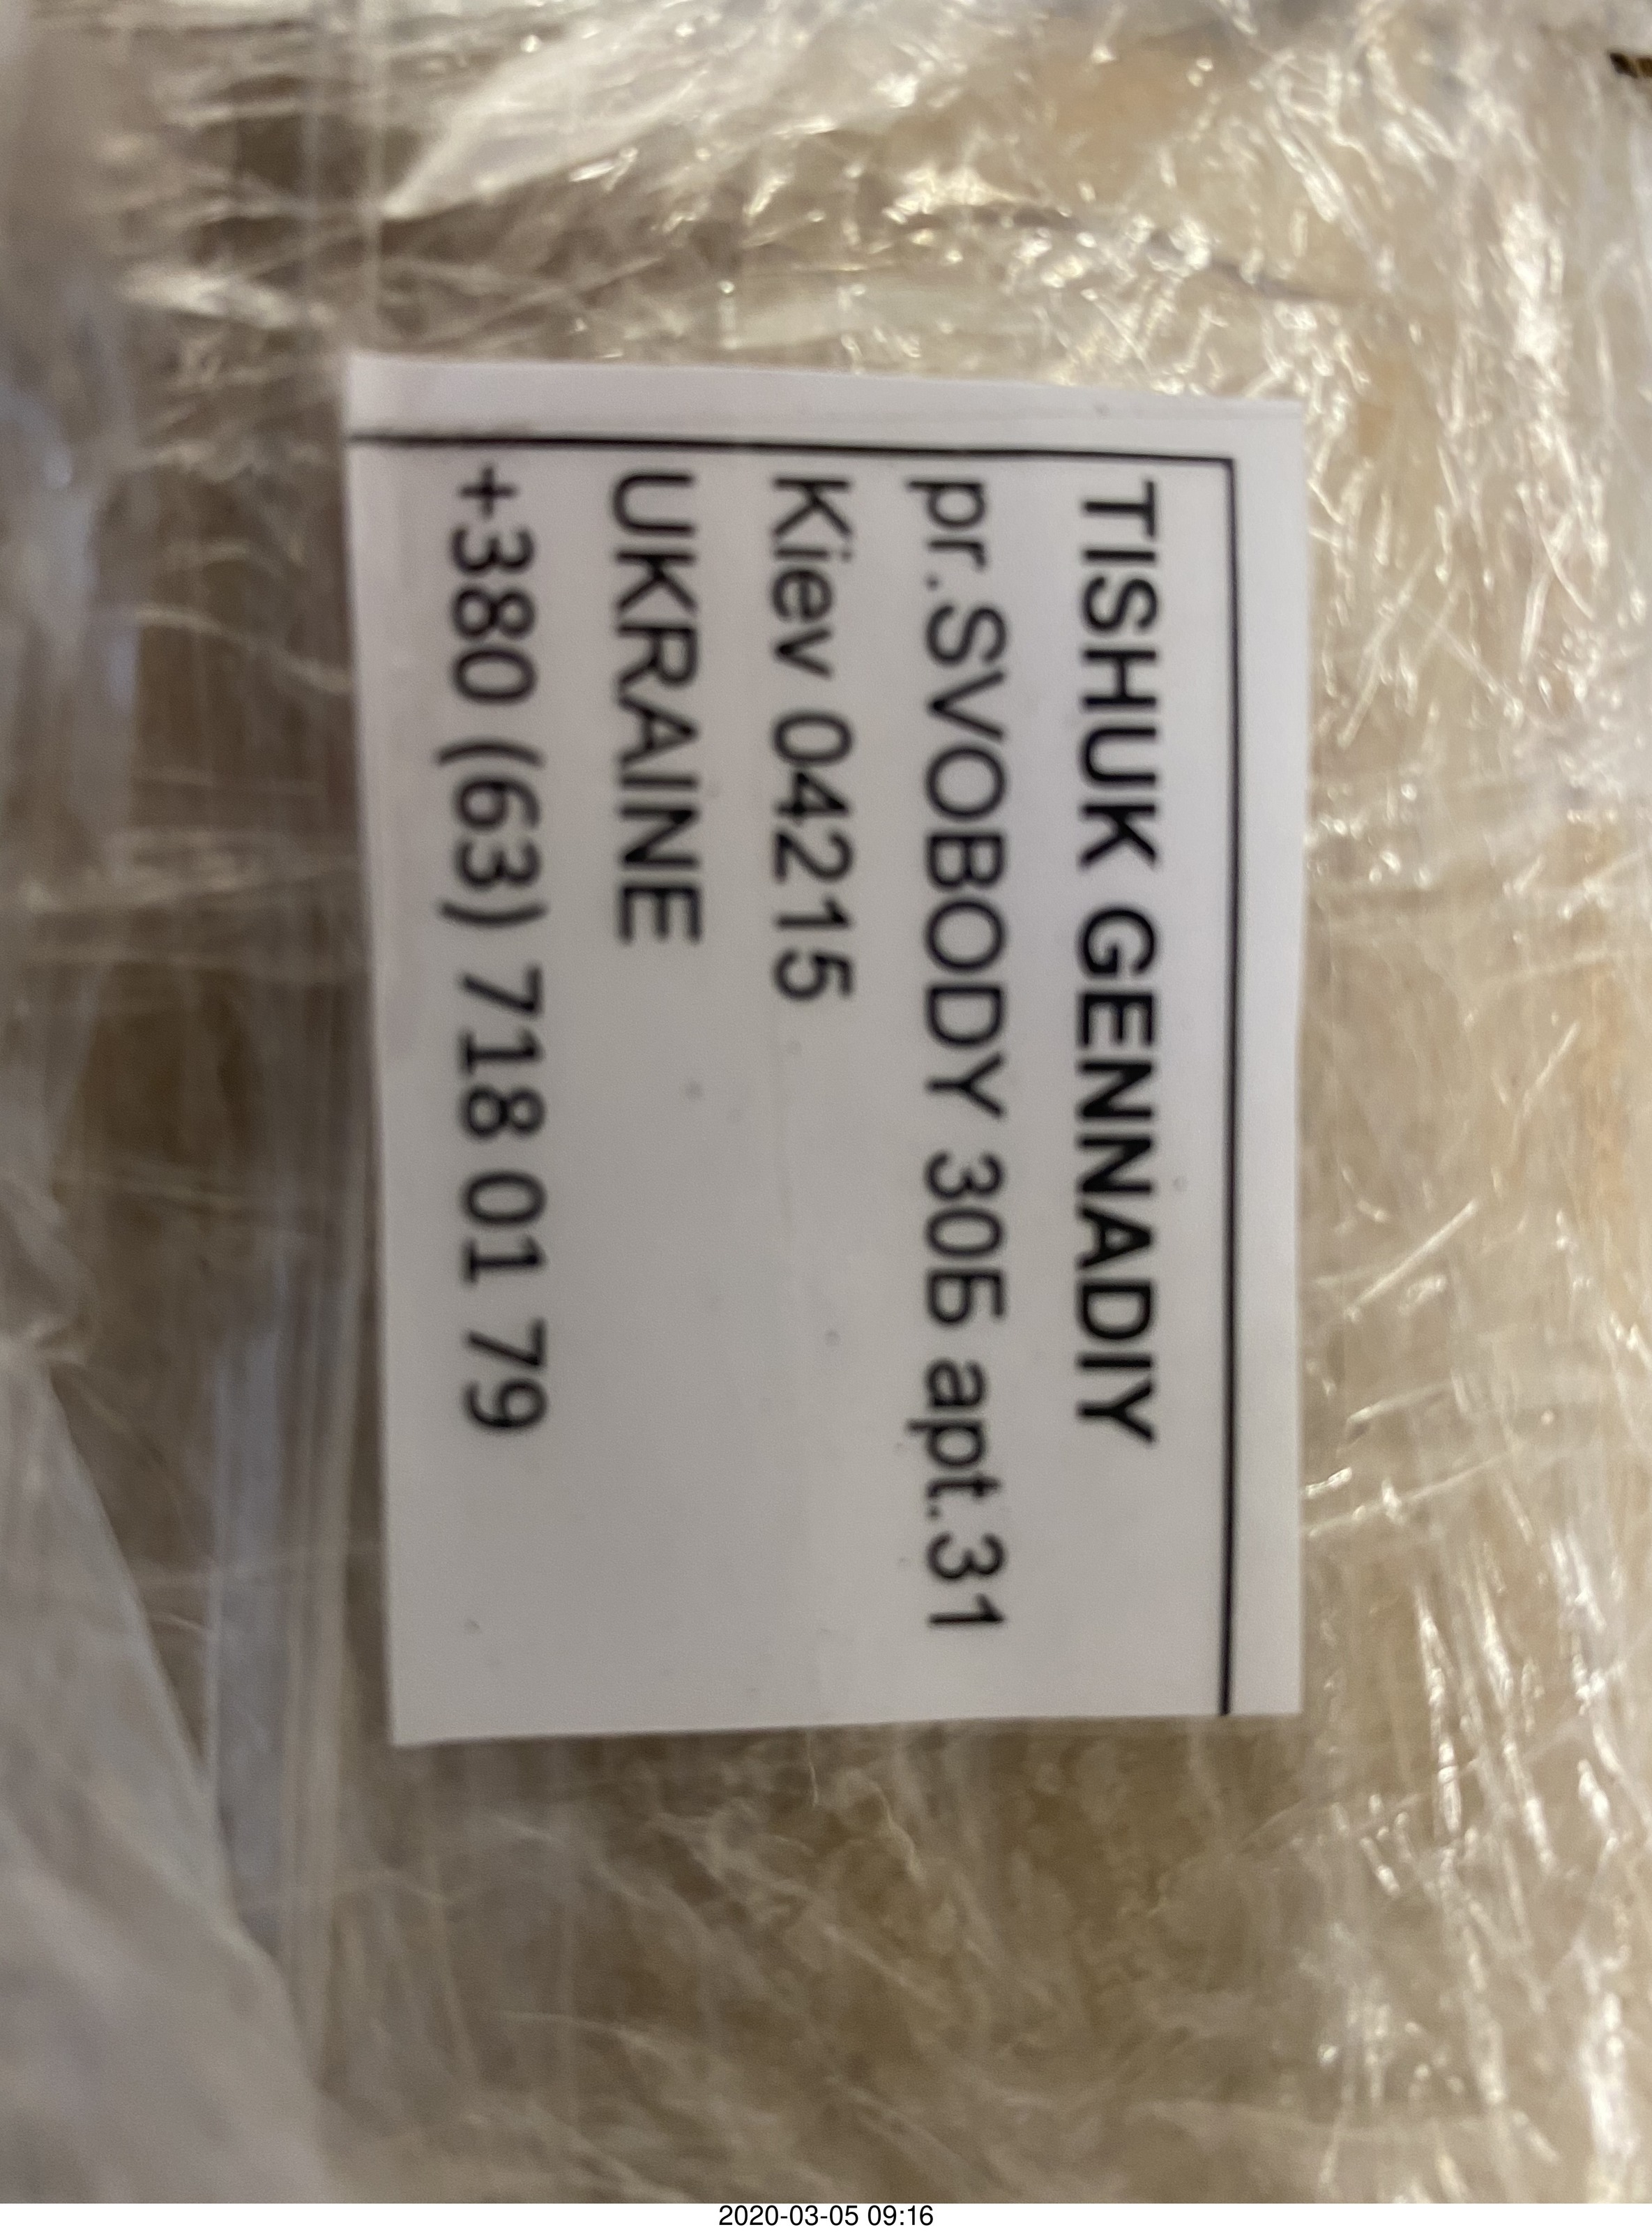 TISHUK GENNADIY
pr.SVOBODY 30Б apt.31
Kiev 04215
UKRAINE
+380 (63) 718 01 79
2020-03-05 09:16